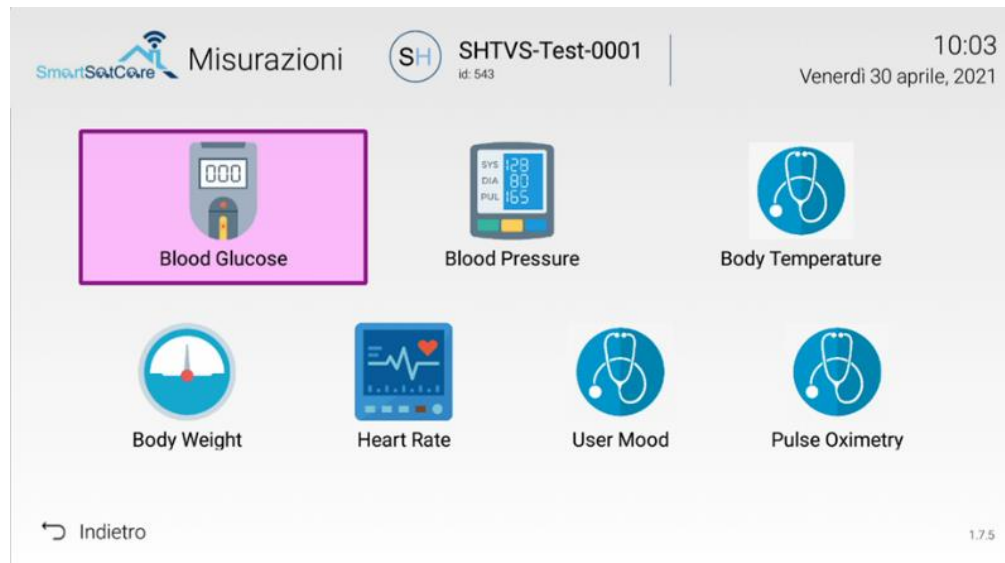 SmartSatCare
Misurazioni
SH
SHTVS-Test-0001
id: 543
10:03
Venerdì 30 aprile, 2021
000
SYS 128
DIA 80
PUL 165
Blood Glucose
Blood Pressure
Body Temperature
Body Weight
Heart Rate
User Mood
Pulse Oximetry
Indietro
1.7.5